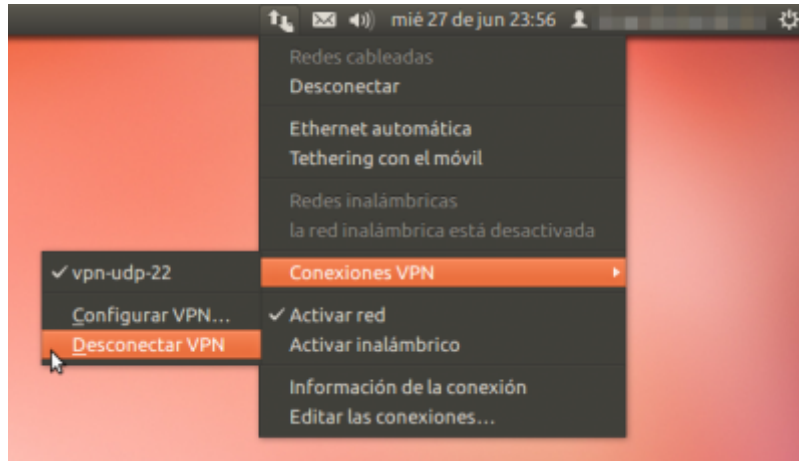 mié 27 de jun 23:56
Redes cableadas
Desconectar
Ethernet automática
Tethering con el móvil
Redes inalámbricas
la red inalámbrica está desactivada
Conexiones VPN
vpn-udp-22
Configurar VPN...
Desconectar VPN
Activar red
Activar inalámbrico
Información de la conexión
Editar las conexiones...